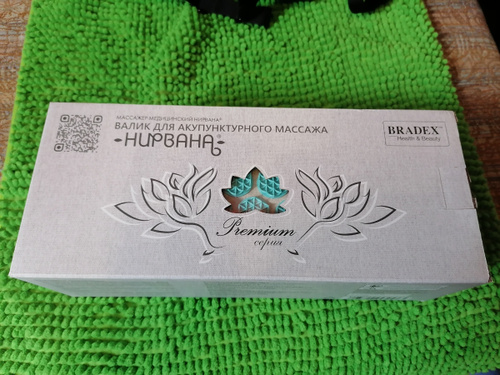 МАССАЖЕР МЕДИЦИНСКИЙ НИРВАНА®
ВАЛИК ДЛЯ АКУПУНКТУРНОГО МАССАЖА
НИРВАНА®
BRADEX®
Health & Beauty
Premium
серия